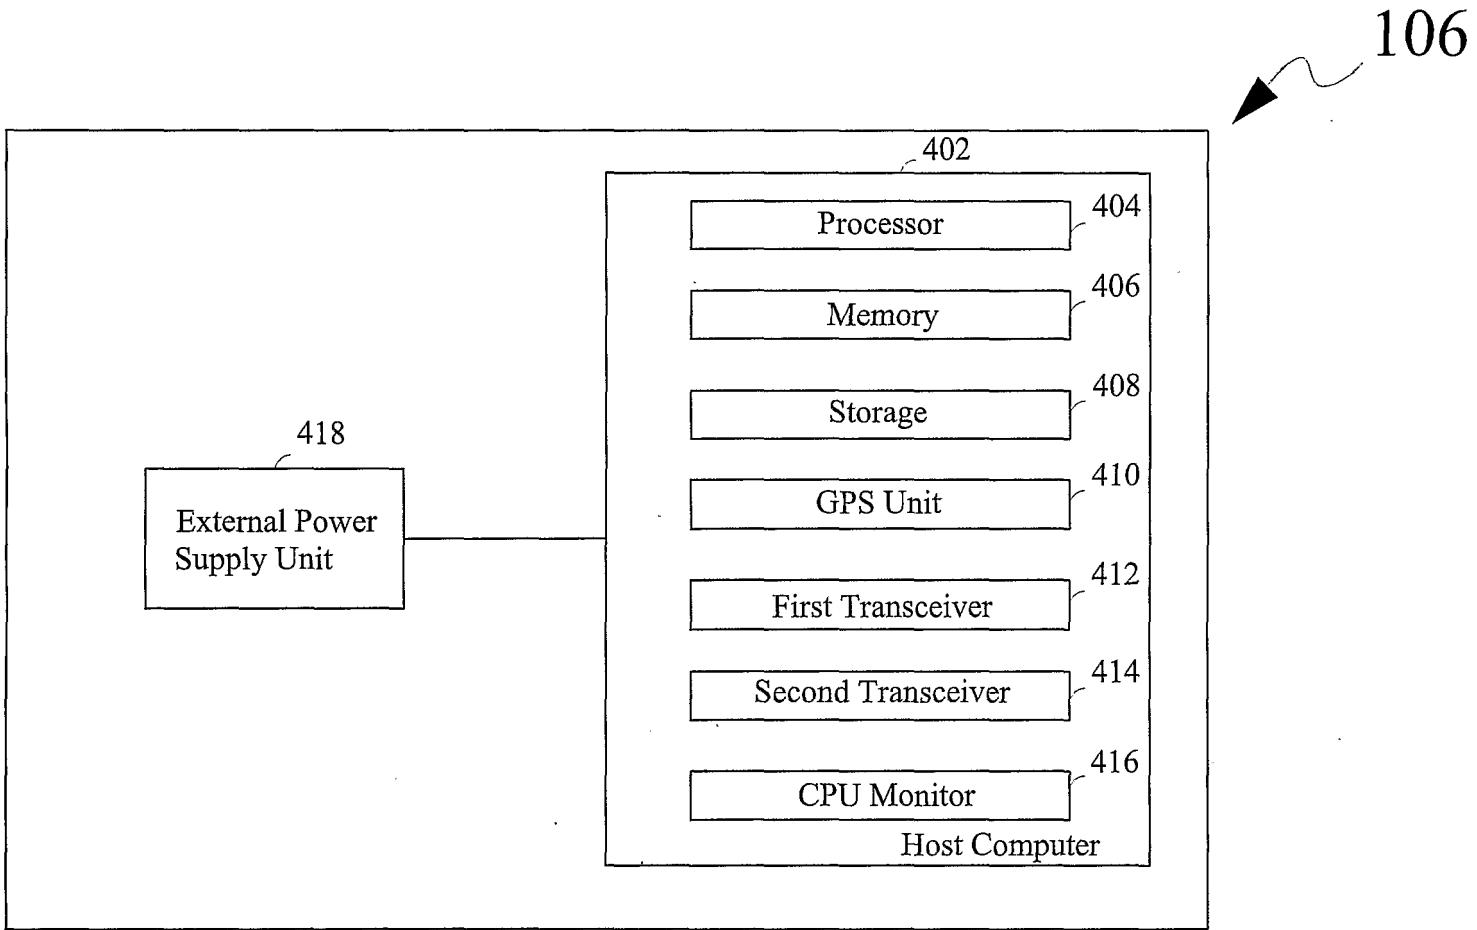 106
402
Processor
404
Memory
406
Storage
408
418
External Power
Supply Unit
GPS Unit
410
First Transceiver
412
Second Transceiver
414
CPU Monitor
416
Host Computer